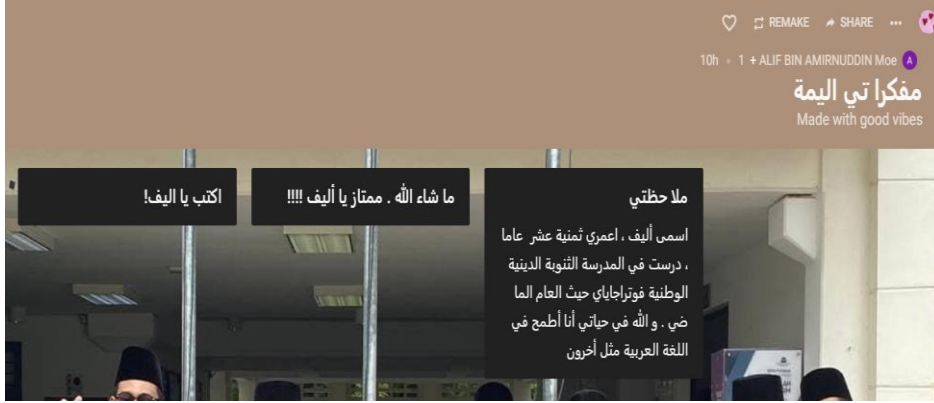 REMAKE SHARE
10h • 1 + ALIF BIN AMIRNUDDIN Moe A
مفكرا تي اليمة
Made with good vibes
ملا حظتي
اسمى أليف ، اعمري ثمنية عشر عاما
، درست في المدرسة الثنوية الدينية
الوطنية فوتراجاياي حيث العام الما
ضي . و الله في حياتي أنا أطمح في
اللغة العربية مثل أخرون
ما شاء الله . ممتاز يا أليف !!!!
اكتب يا اليف!